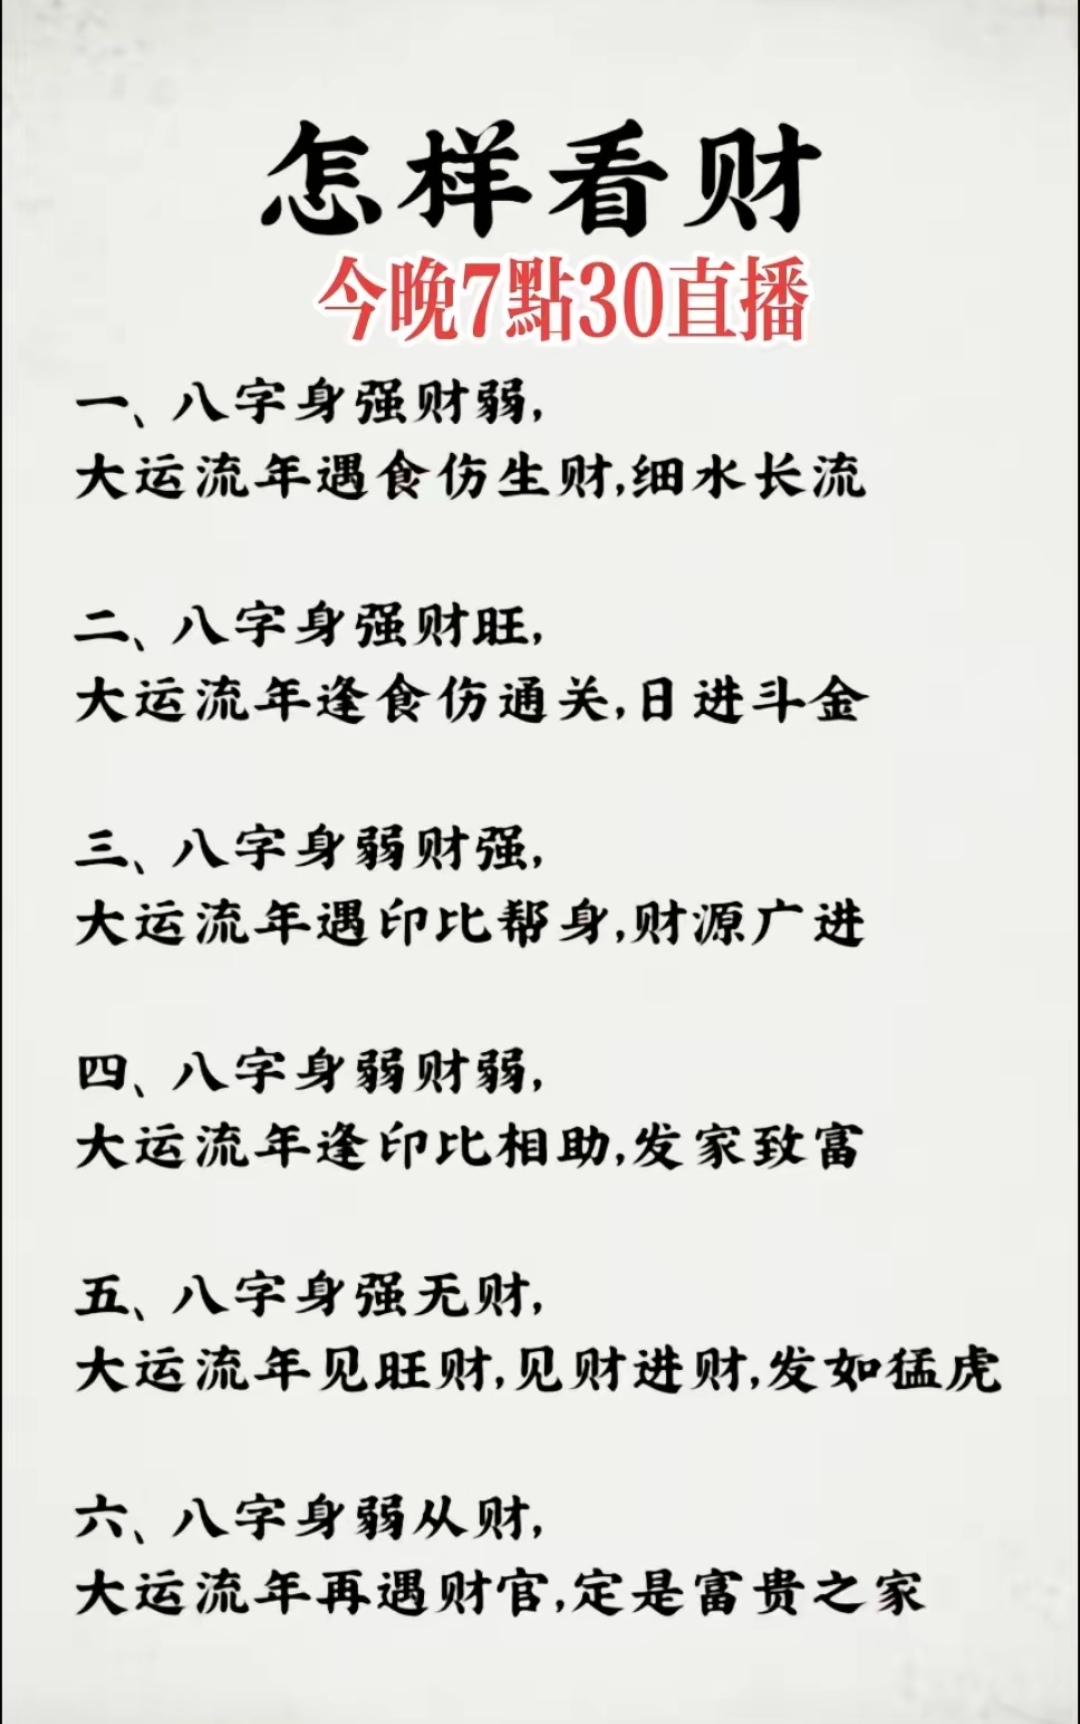 怎样看财
今晚7點30直播
一、八字身强财弱,
大运流年遇食伤生财,细水长流
二、八字身强财旺,
大运流年逢食伤通关,日进斗金
三、八字身弱财强,
大运流年遇印比帮身,财源广进
四、八字身弱财弱,
大运流年逢印比相助,发家致富
五、八字身强无财,
大运流年见旺财,见财进财,发如猛虎
六、八字身弱从财,
大运流年再遇财官,定是富贵之家